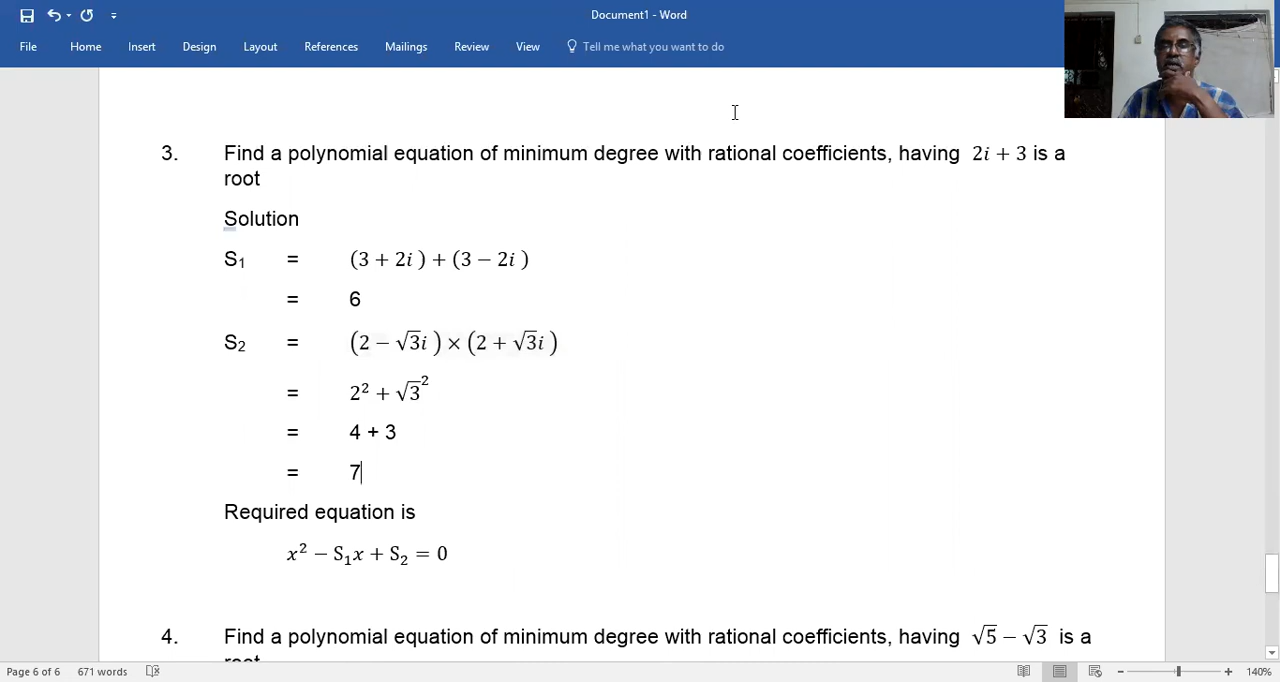 Document1 - Word
File Home Insert Design Layout References Mailings Review View Tell me what you want to do
3. Find a polynomial equation of minimum degree with rational coefficients, having 2i + 3 is a
root
Solution
S₁ = (3 + 2i ) + (3 − 2i )
= 6
S₂ = (2 − √3i ) × (2 + √3i )
= 2² + √3²
= 4 + 3
= 7
Required equation is
x² − S₁x + S₂ = 0
4. Find a polynomial equation of minimum degree with rational coefficients, having √5 − √3 is a
root
Page 6 of 6 671 words 140%